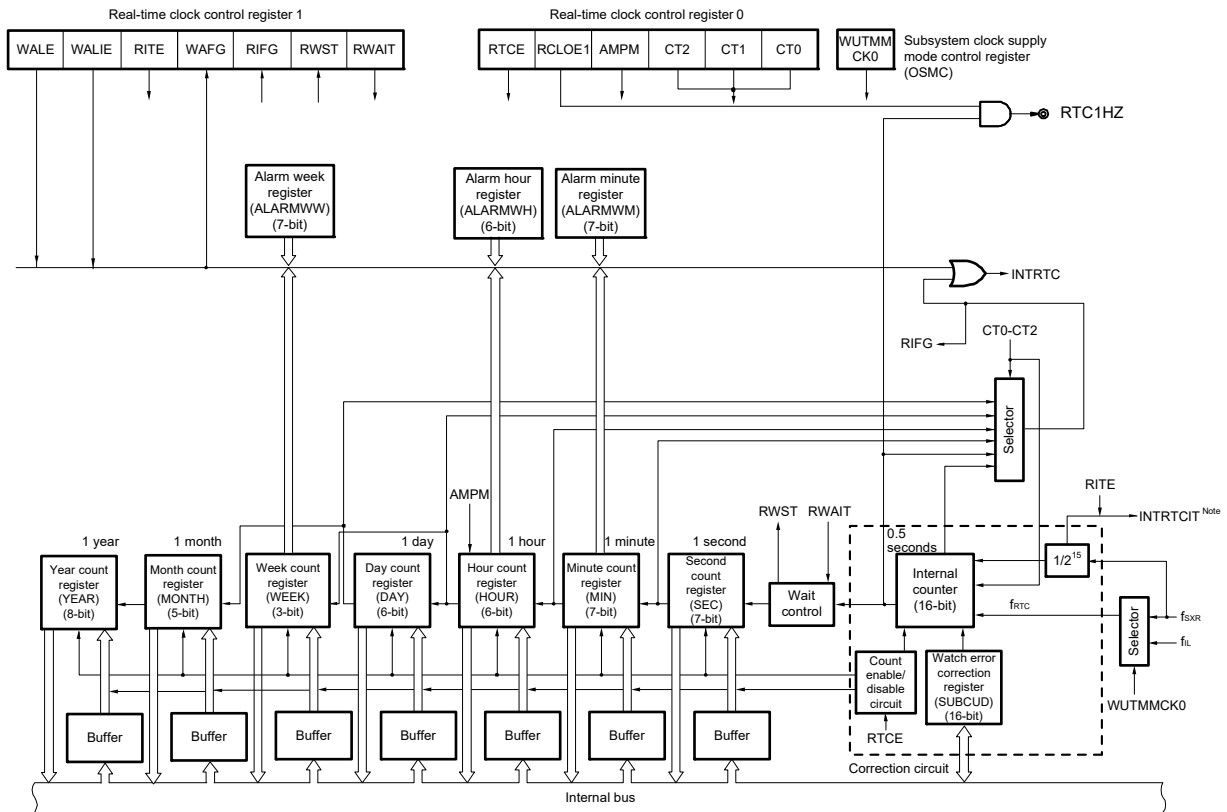 Real-time clock control register 1
Real-time clock control register 0
WALE WALIE RITE WAFG RIFG RWST RWAIT
RTCE RCLOE1 AMPM CT2 CT1 CT0
WUTMM
CK0
Subsystem clock supply
mode control register
(OSMC)
RTC1HZ
Alarm week
register
(ALARMWW)
(7-bit)
Alarm hour
register
(ALARMWH)
(6-bit)
Alarm minute
register
(ALARMWM)
(7-bit)
INTRTC
RIFG
CT0-CT2
Selector
AMPM
RWST RWAIT
RITE
INTRTCIT Note
1 year
Year count
register
(YEAR)
(8-bit)
1 month
Month count
register
(MONTH)
(5-bit)
Week count
register
(WEEK)
(3-bit)
1 day
Day count
register
(DAY)
(6-bit)
1 hour
Hour count
register
(HOUR)
(6-bit)
1 minute
Minute count
register
(MIN)
(7-bit)
1 second
Second
count
register
(SEC)
(7-bit)
Wait
control
0.5
seconds
Internal
counter
(16-bit)
1/2¹⁵
fRTC
Selector
fSXR
fIL
WUTMMCK0
Count
enable/
disable
circuit
Watch error
correction
register
(SUBCUD)
(16-bit)
RTCE
Correction circuit
Buffer Buffer Buffer Buffer Buffer Buffer Buffer
Internal bus